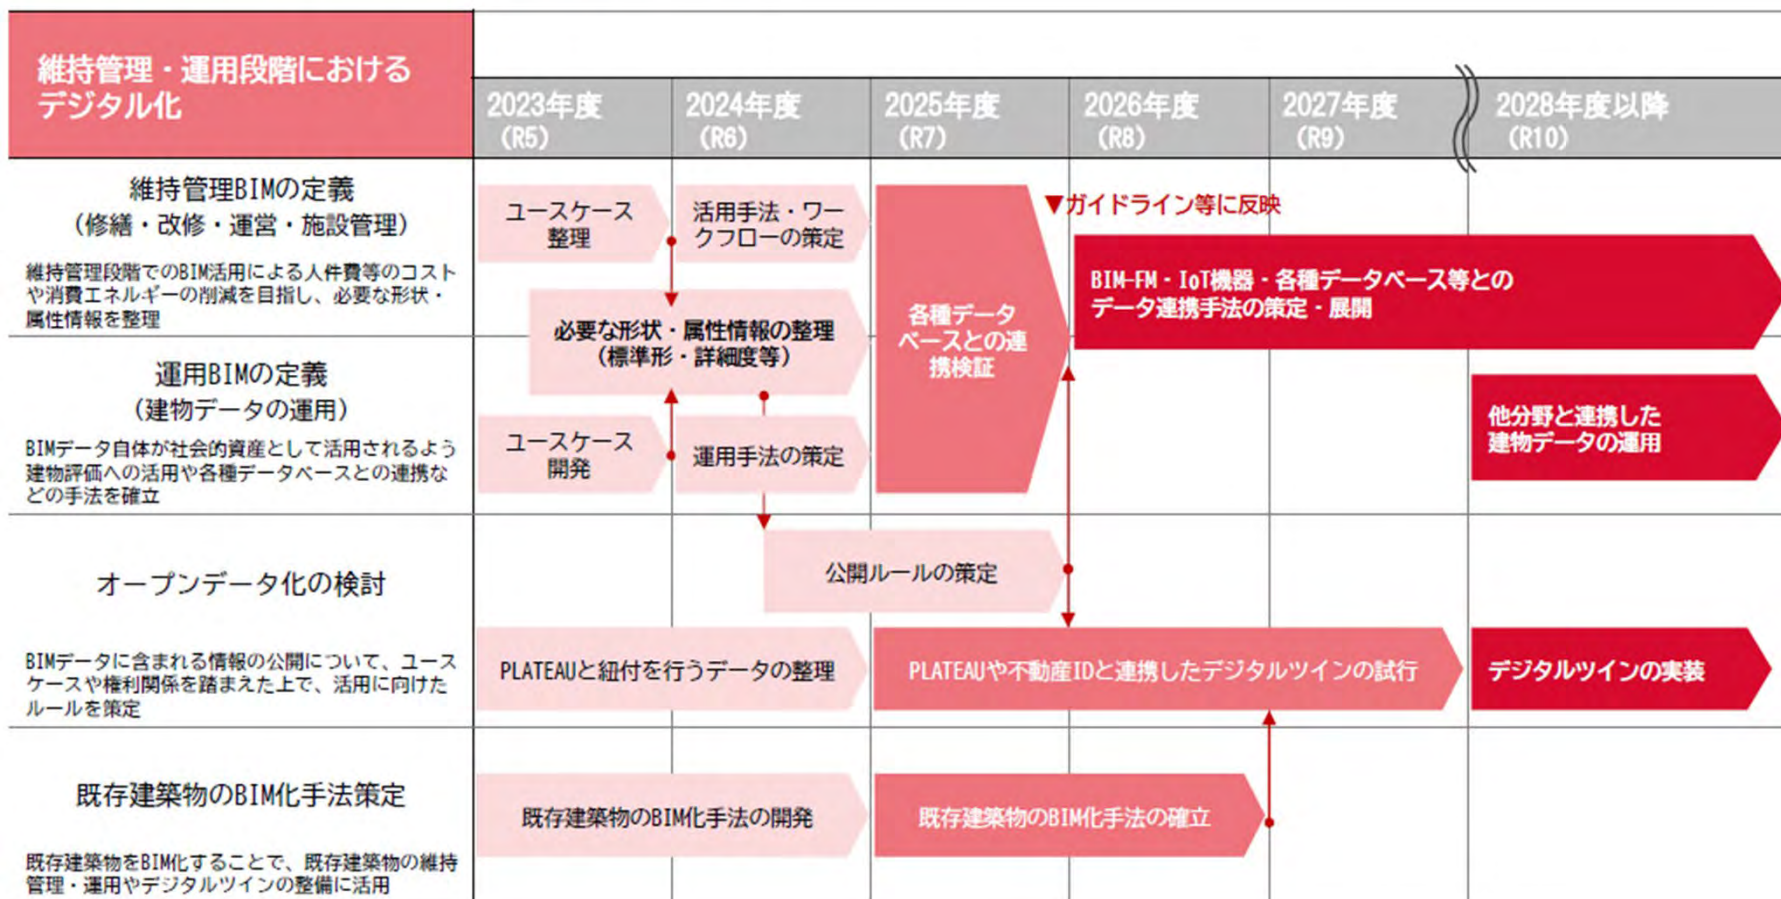 維持管理・運用段階における
デジタル化
2023年度
(R5)
2024年度
(R6)
2025年度
(R7)
2026年度
(R8)
2027年度
(R9)
2028年度以降
(R10)
維持管理BIMの定義
(修繕・改修・運営・施設管理)
維持管理段階でのBIM活用による人件費等のコスト
や消費エネルギーの削減を目指し、必要な形状・
属性情報を整理
ユースケース
整理
活用手法・ワー
クフローの策定
必要な形状・属性情報の整理
(標準形・詳細度等)
各種データ
ベースとの連
携検証
▼ガイドライン等に反映
BIM-FM・IoT機器・各種データベース等との
データ連携手法の策定・展開
運用BIMの定義
(建物データの運用)
BIMデータ自体が社会的資産として活用されるよう
建物評価への活用や各種データベースとの連携な
どの手法を確立
ユースケース
開発
運用手法の策定
他分野と連携した
建物データの運用
オープンデータ化の検討
BIMデータに含まれる情報の公開について、ユース
ケースや権利関係を踏まえた上で、活用に向けた
ルールを策定
公開ルールの策定
PLATEAUと紐付を行うデータの整理
PLATEAUや不動産IDと連携したデジタルツインの試行
デジタルツインの実装
既存建築物のBIM化手法策定
既存建築物をBIM化することで、既存建築物の維持
管理・運用やデジタルツインの整備に活用
既存建築物のBIM化手法の開発
既存建築物のBIM化手法の確立